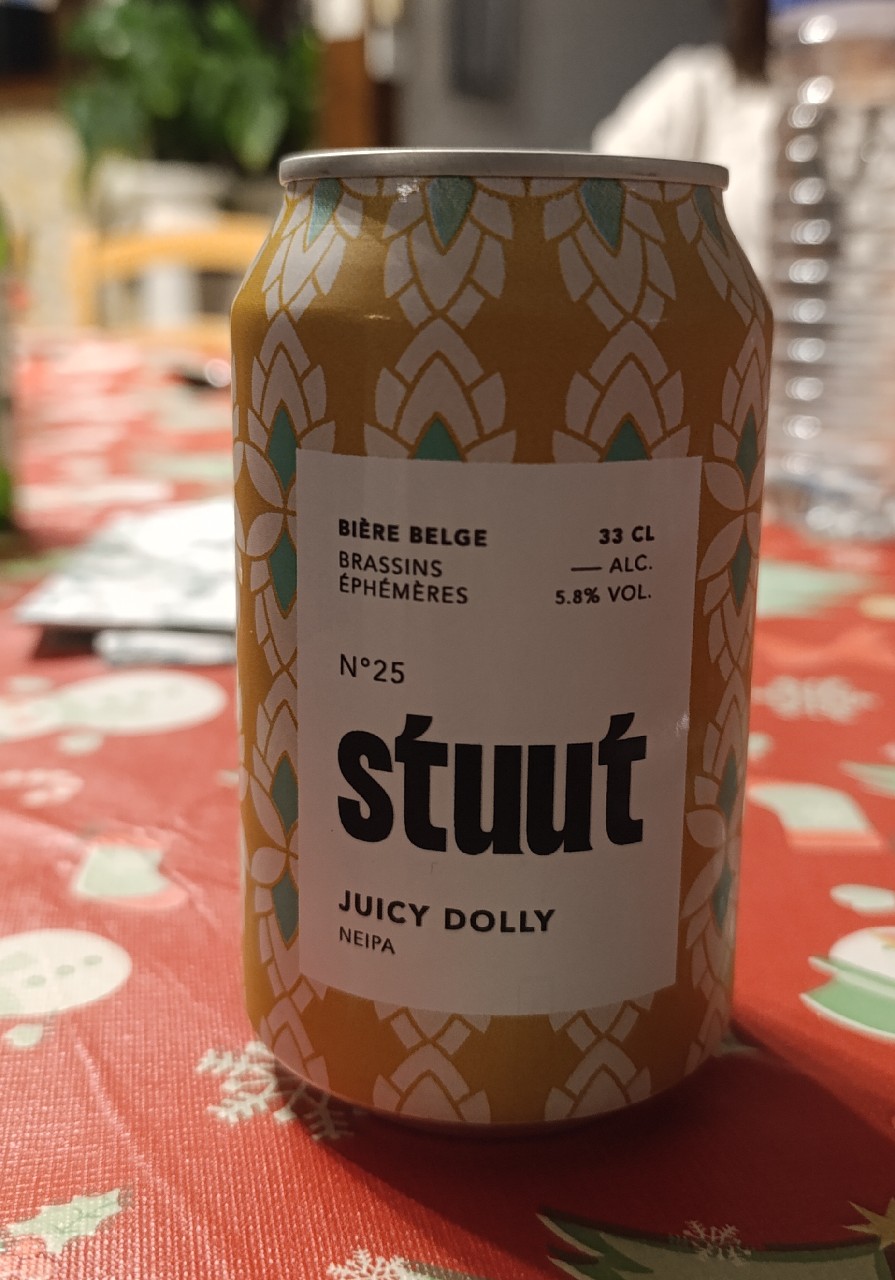 BIÈRE BELGE
BRASSINS
ÉPHÉMÈRES
33 CL
— ALC.
5.8% VOL.
N°25
stuut
JUICY DOLLY
NEIPA